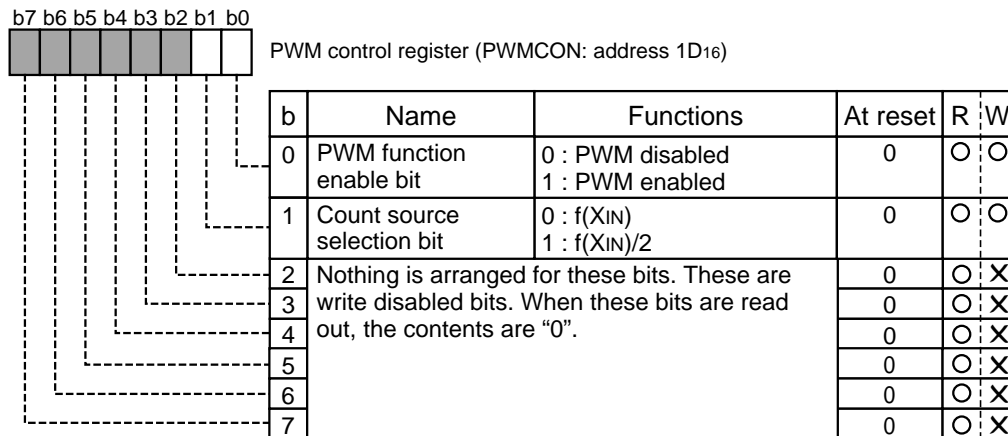 b7 b6 b5 b4 b3 b2 b1 b0
PWM control register (PWMCON: address 1D16)
b Name Functions At reset R W
0 PWM function enable bit 0 : PWM disabled 0 O O
1 : PWM enabled
1 Count source selection bit 0 : f(XIN) 0 O O
1 : f(XIN)/2
2 Nothing is arranged for these bits. These are 0 O X
3 write disabled bits. When these bits are read 0 O X
4 out, the contents are “0”. 0 O X
5 0 O X
6 0 O X
7 0 O X